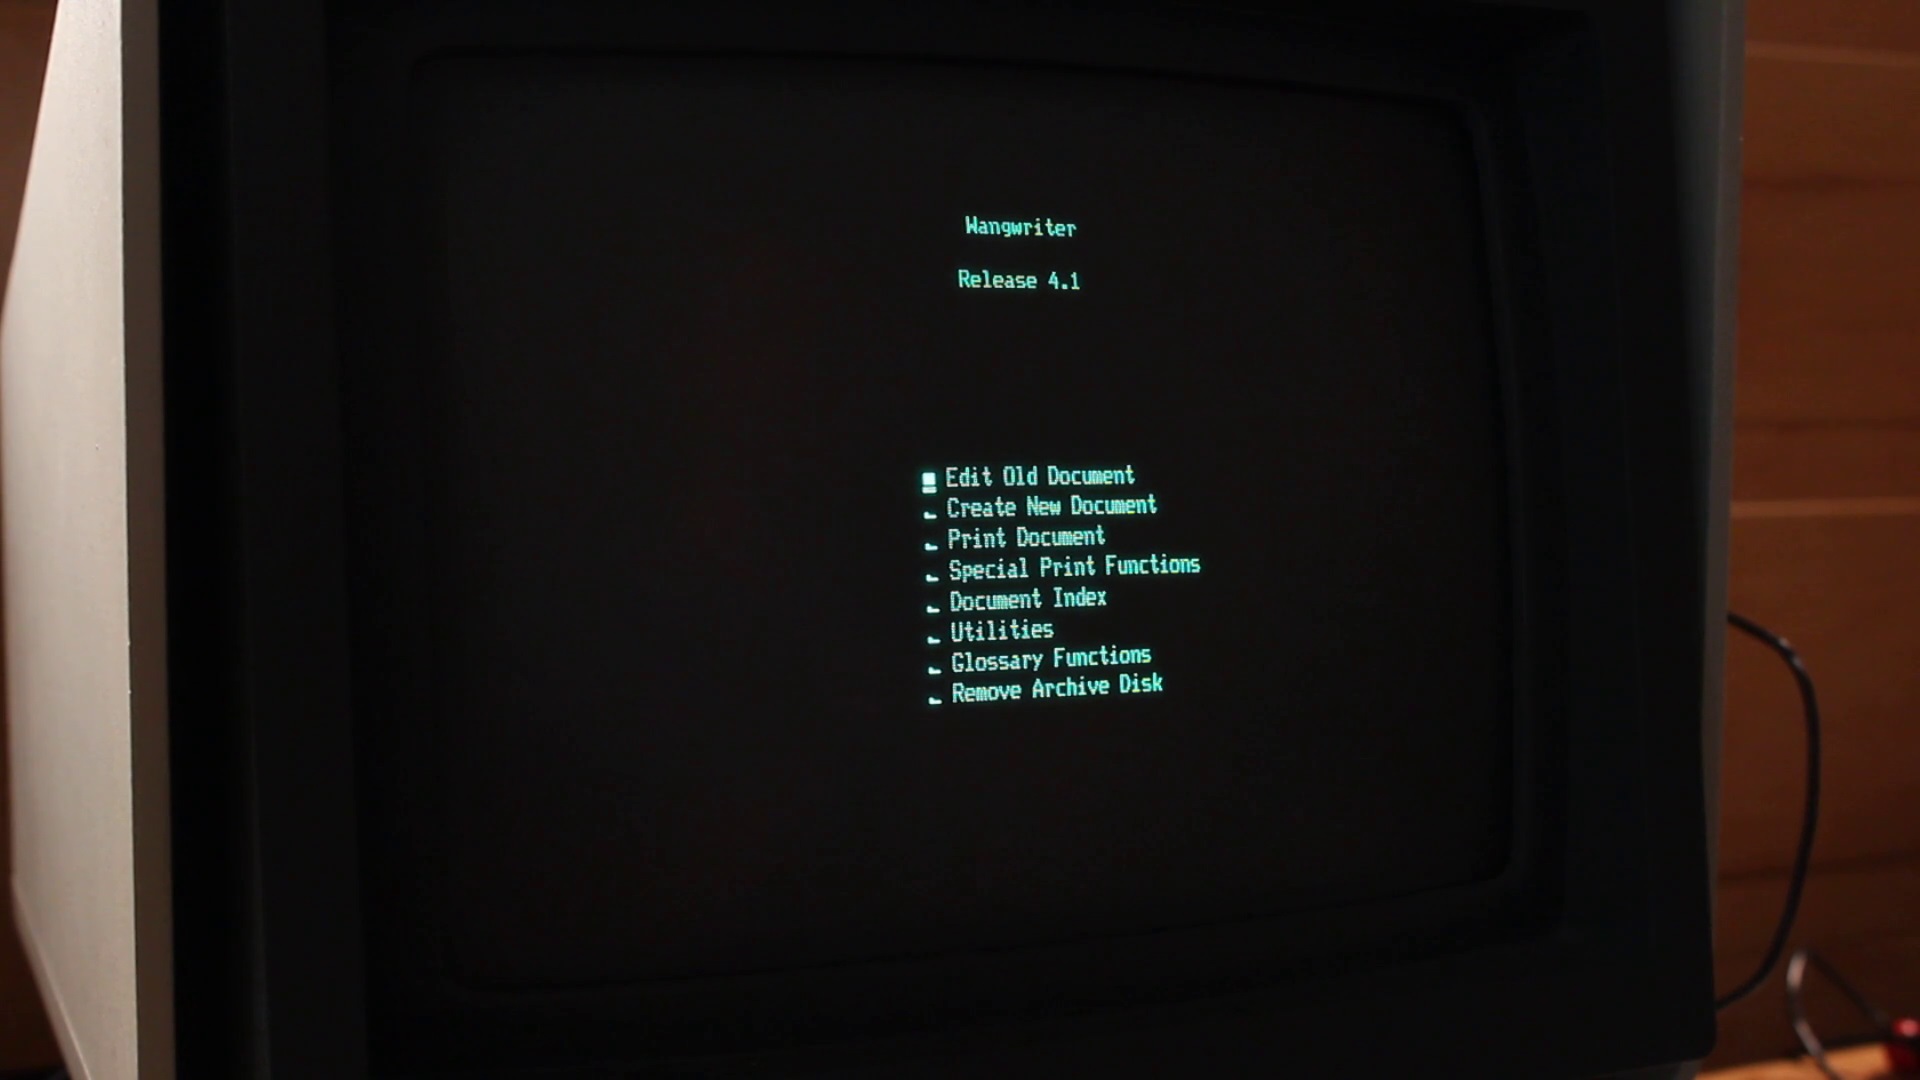 Wangwriter
Release 4.1
Edit Old Document
Create New Document
Print Document
Special Print Functions
Document Index
Utilities
Glossary Functions
Remove Archive Disk